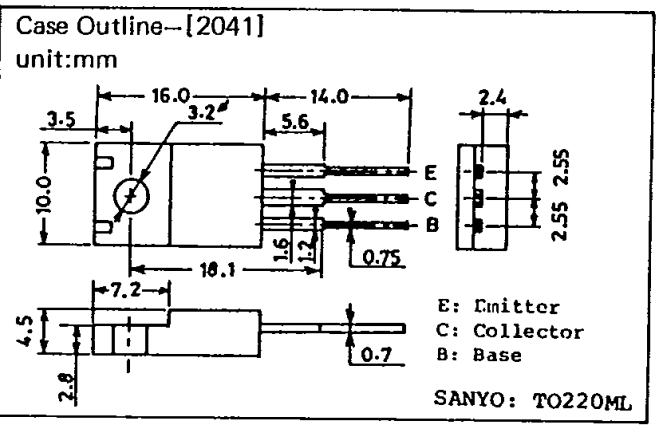 Case Outline—[2041]
unit:mm
16.0
14.0
2.4
3.5
3.2ø
5.6
10.0
E
C
B
2.55
2.55
1.6
1.2
0.75
18.1
7.2
4.5
2.8
0.7
E: Emitter
C: Collector
B: Base
SANYO: TO220ML